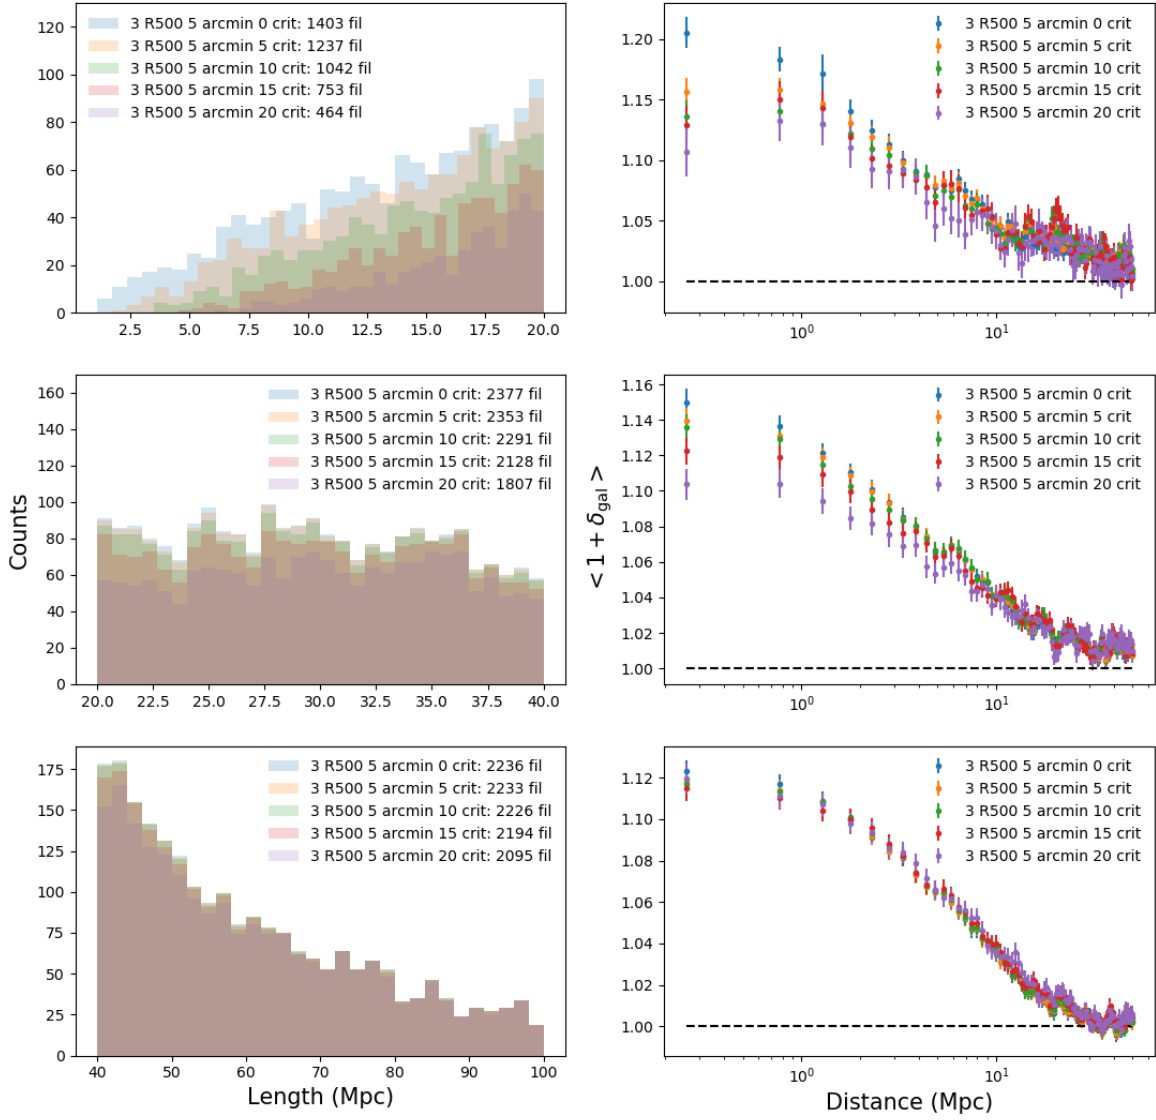 120
100
80
60
40
20
0
2.5
5.0
7.5
10.0
12.5
15.0
17.5
20.0
3 R500 5 arcmin 0 crit: 1403 fil
3 R500 5 arcmin 5 crit: 1237 fil
3 R500 5 arcmin 10 crit: 1042 fil
3 R500 5 arcmin 15 crit: 753 fil
3 R500 5 arcmin 20 crit: 464 fil
1.20
1.15
1.10
1.05
1.00
10⁰
10¹
3 R500 5 arcmin 0 crit
3 R500 5 arcmin 5 crit
3 R500 5 arcmin 10 crit
3 R500 5 arcmin 15 crit
3 R500 5 arcmin 20 crit
Counts
160
140
120
100
80
60
40
20
0
20.0
22.5
25.0
27.5
30.0
32.5
35.0
37.5
40.0
3 R500 5 arcmin 0 crit: 2377 fil
3 R500 5 arcmin 5 crit: 2353 fil
3 R500 5 arcmin 10 crit: 2291 fil
3 R500 5 arcmin 15 crit: 2128 fil
3 R500 5 arcmin 20 crit: 1807 fil
< 1 + δgal >
1.16
1.14
1.12
1.10
1.08
1.06
1.04
1.02
1.00
10⁰
10¹
3 R500 5 arcmin 0 crit
3 R500 5 arcmin 5 crit
3 R500 5 arcmin 10 crit
3 R500 5 arcmin 15 crit
3 R500 5 arcmin 20 crit
175
150
125
100
75
50
25
0
40
50
60
70
80
90
100
3 R500 5 arcmin 0 crit: 2236 fil
3 R500 5 arcmin 5 crit: 2233 fil
3 R500 5 arcmin 10 crit: 2226 fil
3 R500 5 arcmin 15 crit: 2194 fil
3 R500 5 arcmin 20 crit: 2095 fil
Length (Mpc)
1.12
1.10
1.08
1.06
1.04
1.02
1.00
10⁰
10¹
3 R500 5 arcmin 0 crit
3 R500 5 arcmin 5 crit
3 R500 5 arcmin 10 crit
3 R500 5 arcmin 15 crit
3 R500 5 arcmin 20 crit
Distance (Mpc)